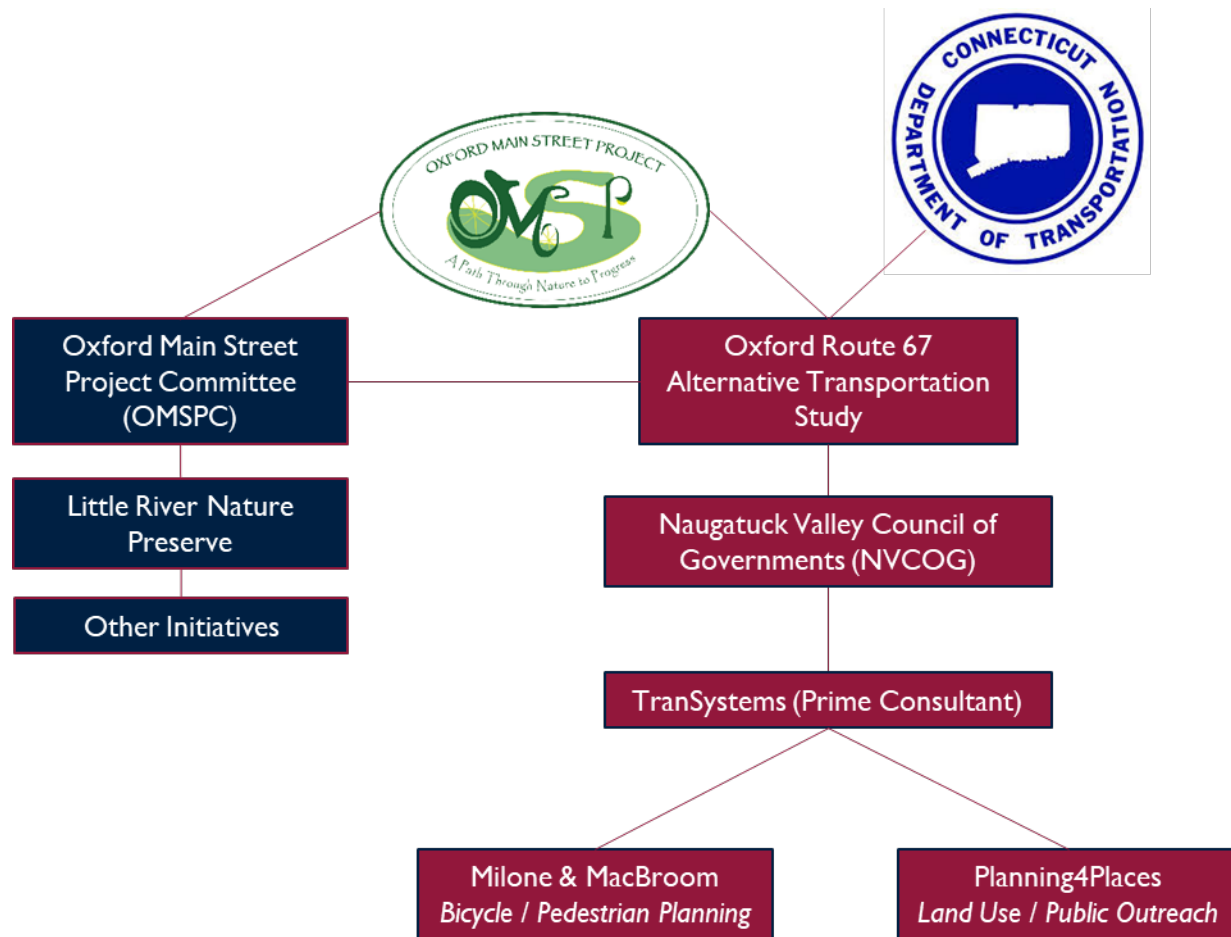 CONNECTICUT
DEPARTMENT OF TRANSPORTATION
OXFORD MAIN STREET PROJECT
OMSP
A Path Through Nature to Progress
Oxford Main Street
Project Committee
(OMSPC)
Oxford Route 67
Alternative Transportation
Study
Little River Nature
Preserve
Naugatuck Valley Council of
Governments (NVCOG)
Other Initiatives
TranSystems (Prime Consultant)
Milone & MacBroom
Bicycle / Pedestrian Planning
Planning4Places
Land Use / Public Outreach